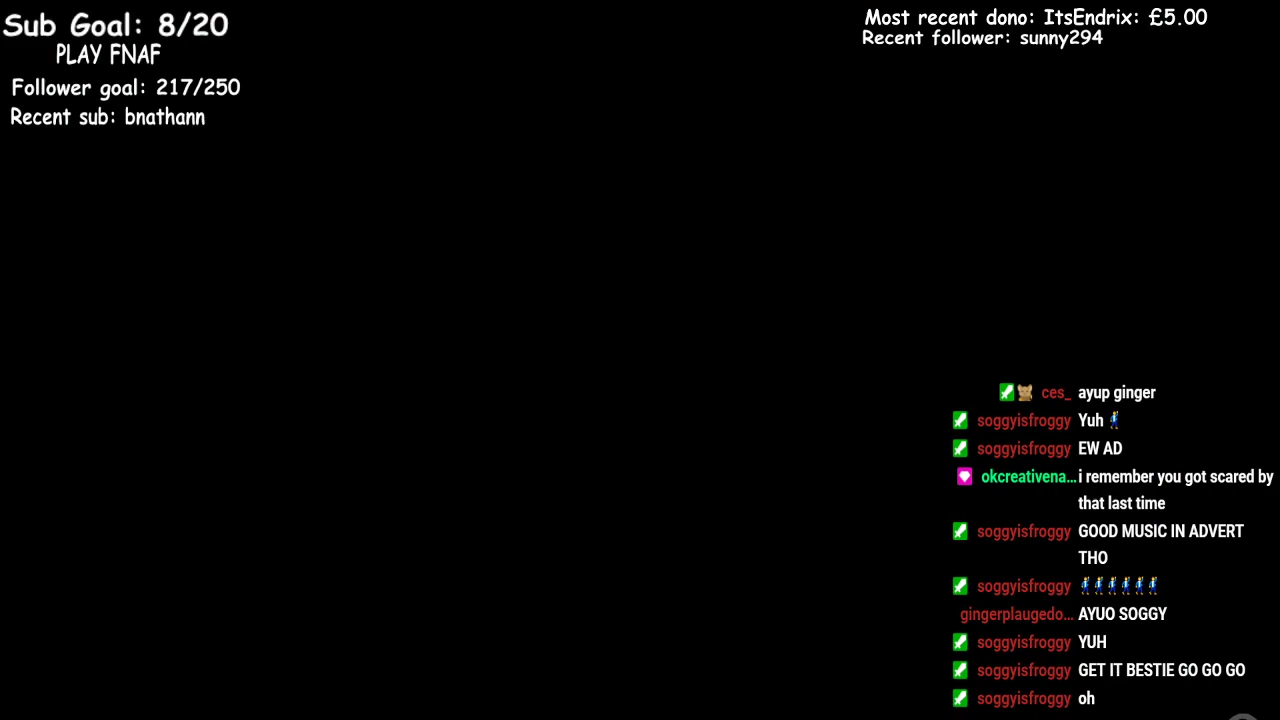 Sub Goal: 8/20
PLAY FNAF
Follower goal: 217/250
Recent sub: bnathann
Most recent dono: ItsEndrix: £5.00
Recent follower: sunny294
ces_ ayup ginger
soggyisfroggy Yuh
soggyisfroggy EW AD
okcreativena… i remember you got scared by
that last time
soggyisfroggy GOOD MUSIC IN ADVERT
THO
soggyisfroggy
gingerplaugedo… AYUO SOGGY
soggyisfroggy YUH
soggyisfroggy GET IT BESTIE GO GO GO
soggyisfroggy oh